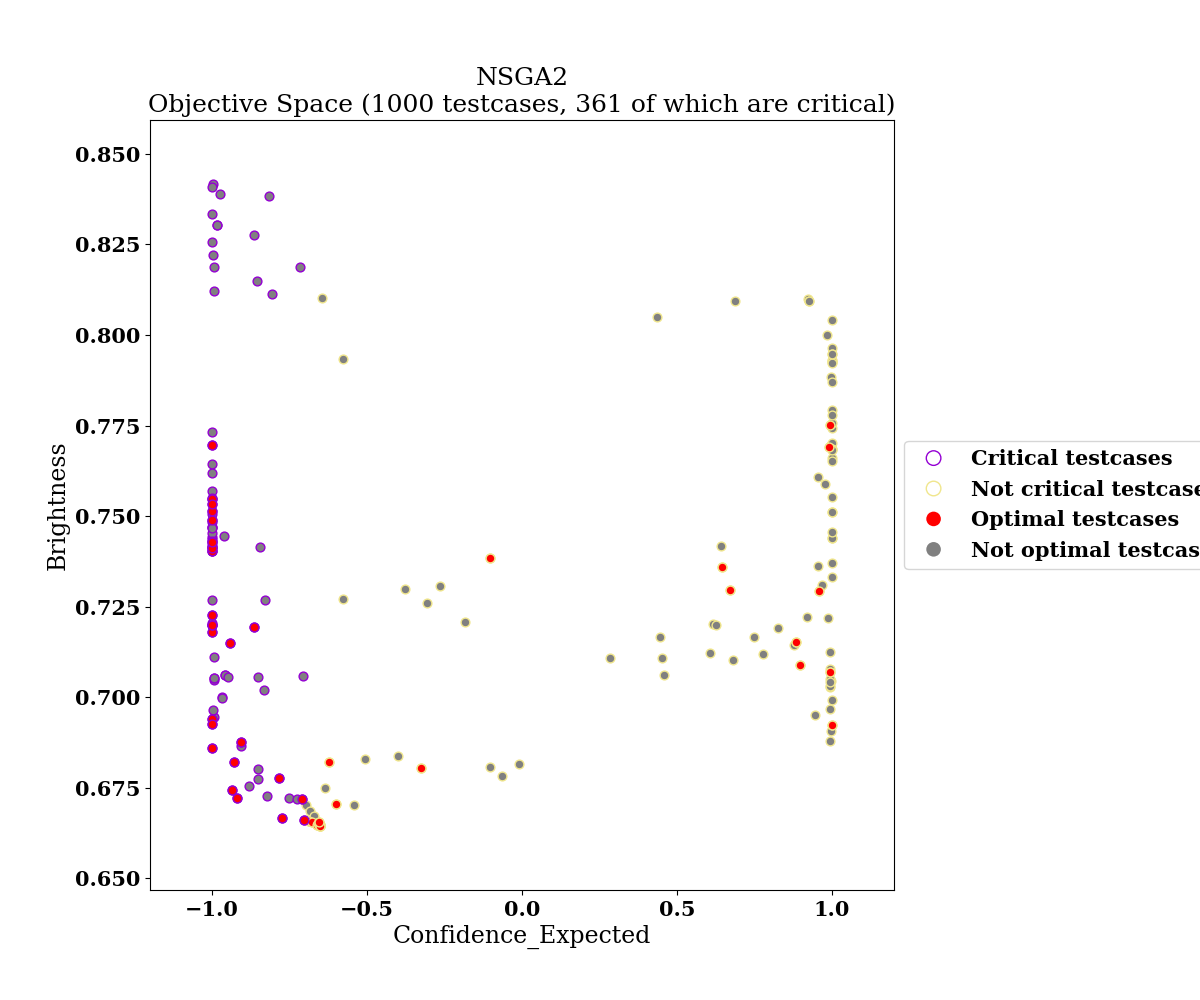 NSGA2
Objective Space (1000 testcases, 361 of which are critical)
0.850
0.825
0.800
0.775
0.750
0.725
0.700
0.675
0.650
Brightness
−1.0 −0.5 0.0 0.5 1.0
Confidence_Expected
Critical testcases
Not critical testcase
Optimal testcases
Not optimal testcas